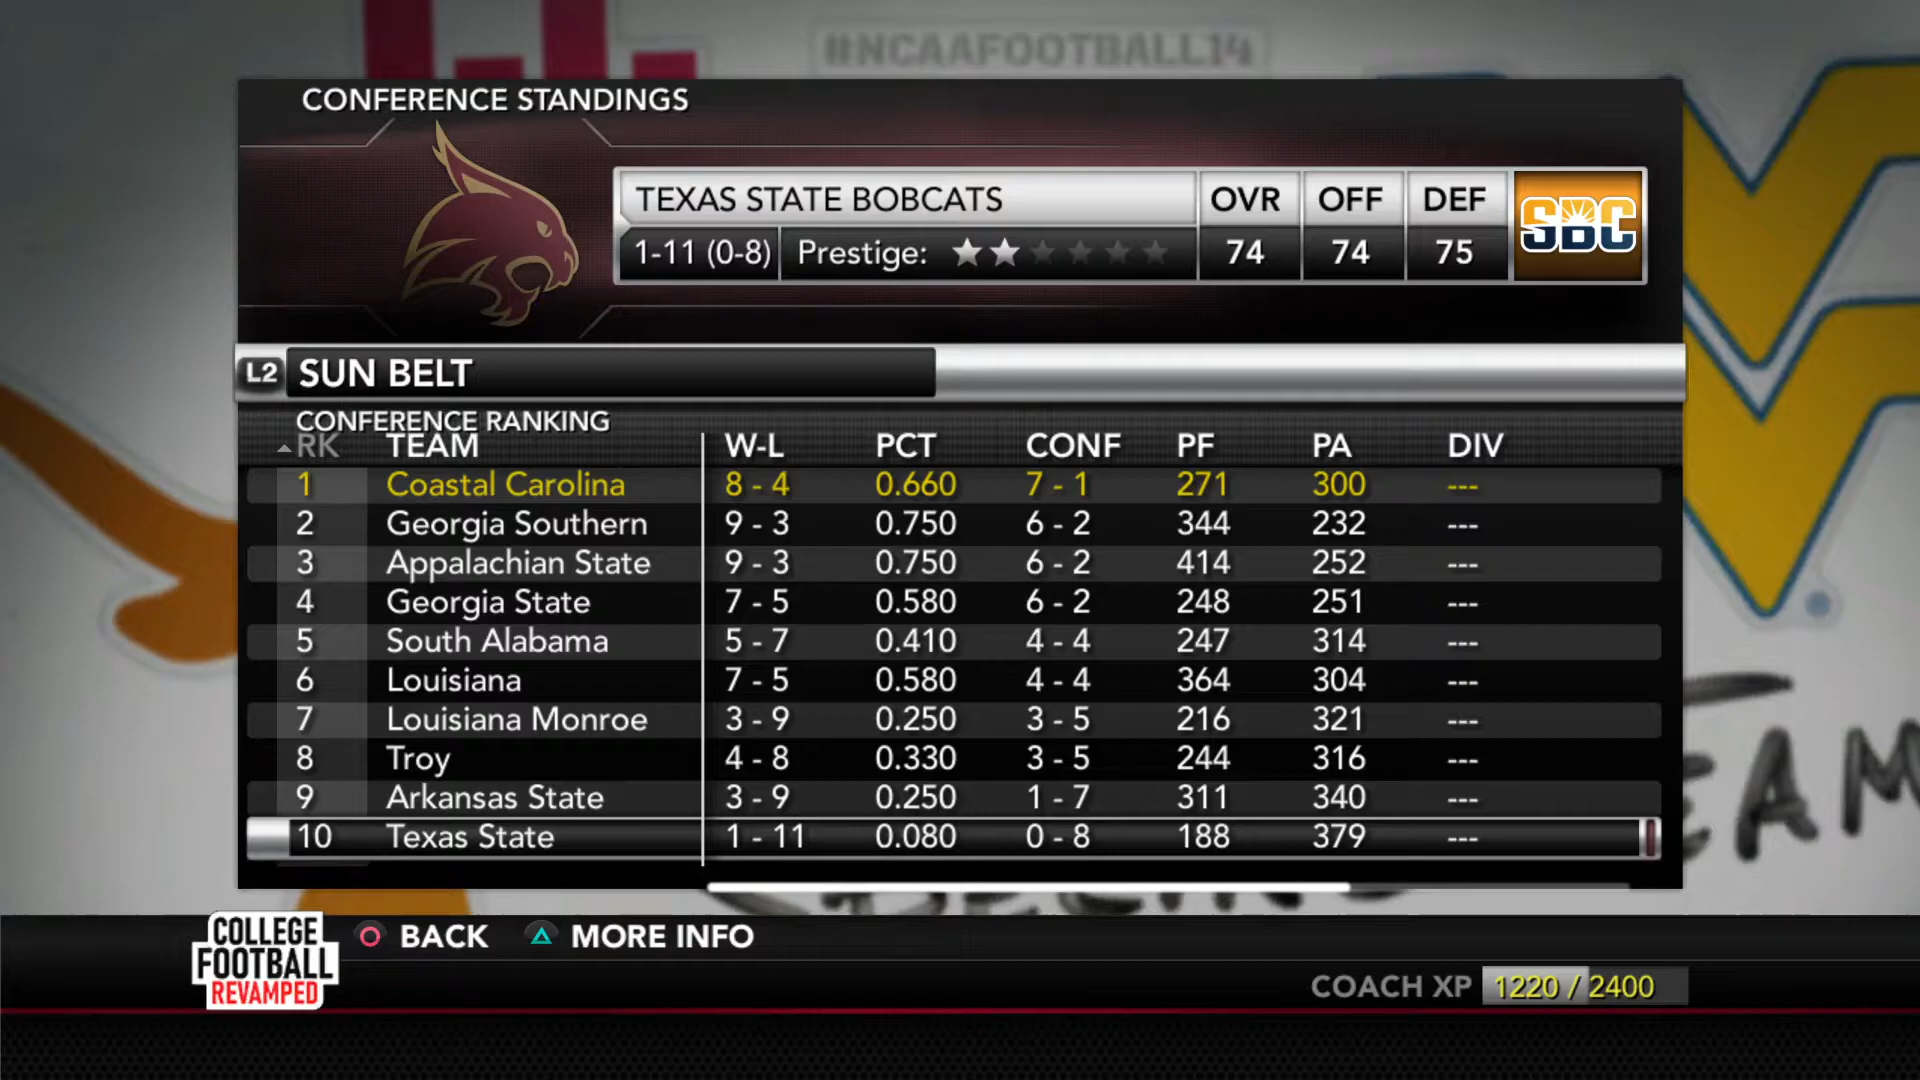 #NCAAFOOTBALL14
CONFERENCE STANDINGS
TEXAS STATE BOBCATS OVR OFF DEF SBC
1-11 (0-8) Prestige: 74 74 75
L2 SUN BELT
CONFERENCE RANKING
RK TEAM W-L PCT CONF PF PA DIV
1 Coastal Carolina 8 - 4 0.660 7 - 1 271 300 ---
2 Georgia Southern 9 - 3 0.750 6 - 2 344 232 ---
3 Appalachian State 9 - 3 0.750 6 - 2 414 252 ---
4 Georgia State 7 - 5 0.580 6 - 2 248 251 ---
5 South Alabama 5 - 7 0.410 4 - 4 247 314 ---
6 Louisiana 7 - 5 0.580 4 - 4 364 304 ---
7 Louisiana Monroe 3 - 9 0.250 3 - 5 216 321 ---
8 Troy 4 - 8 0.330 3 - 5 244 316 ---
9 Arkansas State 3 - 9 0.250 1 - 7 311 340 ---
10 Texas State 1 - 11 0.080 0 - 8 188 379 ---
COLLEGE
FOOTBALL
REVAMPED
BACK MORE INFO
COACH XP 1220 / 2400